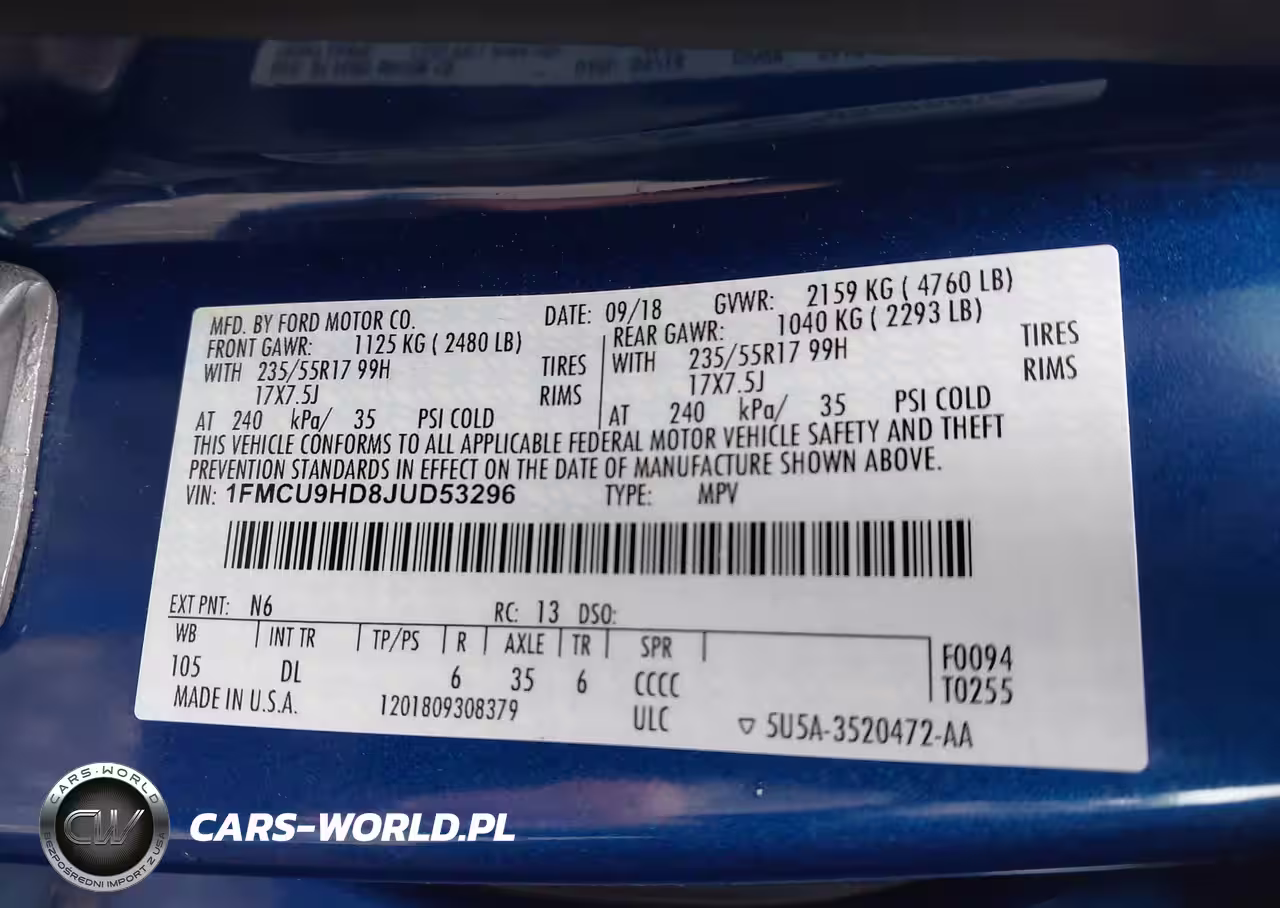 MFD. BY FORD MOTOR CO. DATE: 09/18 GVWR: 2159 KG ( 4760 LB)
FRONT GAWR: 1125 KG ( 2480 LB) REAR GAWR: 1040 KG ( 2293 LB)
WITH 235/55R17 99H TIRES WITH 235/55R17 99H TIRES
17X7.5J RIMS 17X7.5J RIMS
AT 240 kPa/ 35 PSI COLD AT 240 kPa/ 35 PSI COLD
THIS VEHICLE CONFORMS TO ALL APPLICABLE FEDERAL MOTOR VEHICLE SAFETY AND THEFT
PREVENTION STANDARDS IN EFFECT ON THE DATE OF MANUFACTURE SHOWN ABOVE.
VIN: 1FMCU9HD8JUD53296 TYPE: MPV
EXT PNT: N6 RC: 13 DSO:
WB INT TR TP/PS R AXLE TR SPR F0094
105 DL 6 35 6 CCCC T0255
MADE IN U.S.A. 1201809308379 ULC ▽ 5U5A-3520472-AA
CARS-WORLD
CW
BEZPOŚREDNI IMPORT Z USA
CARS-WORLD.PL